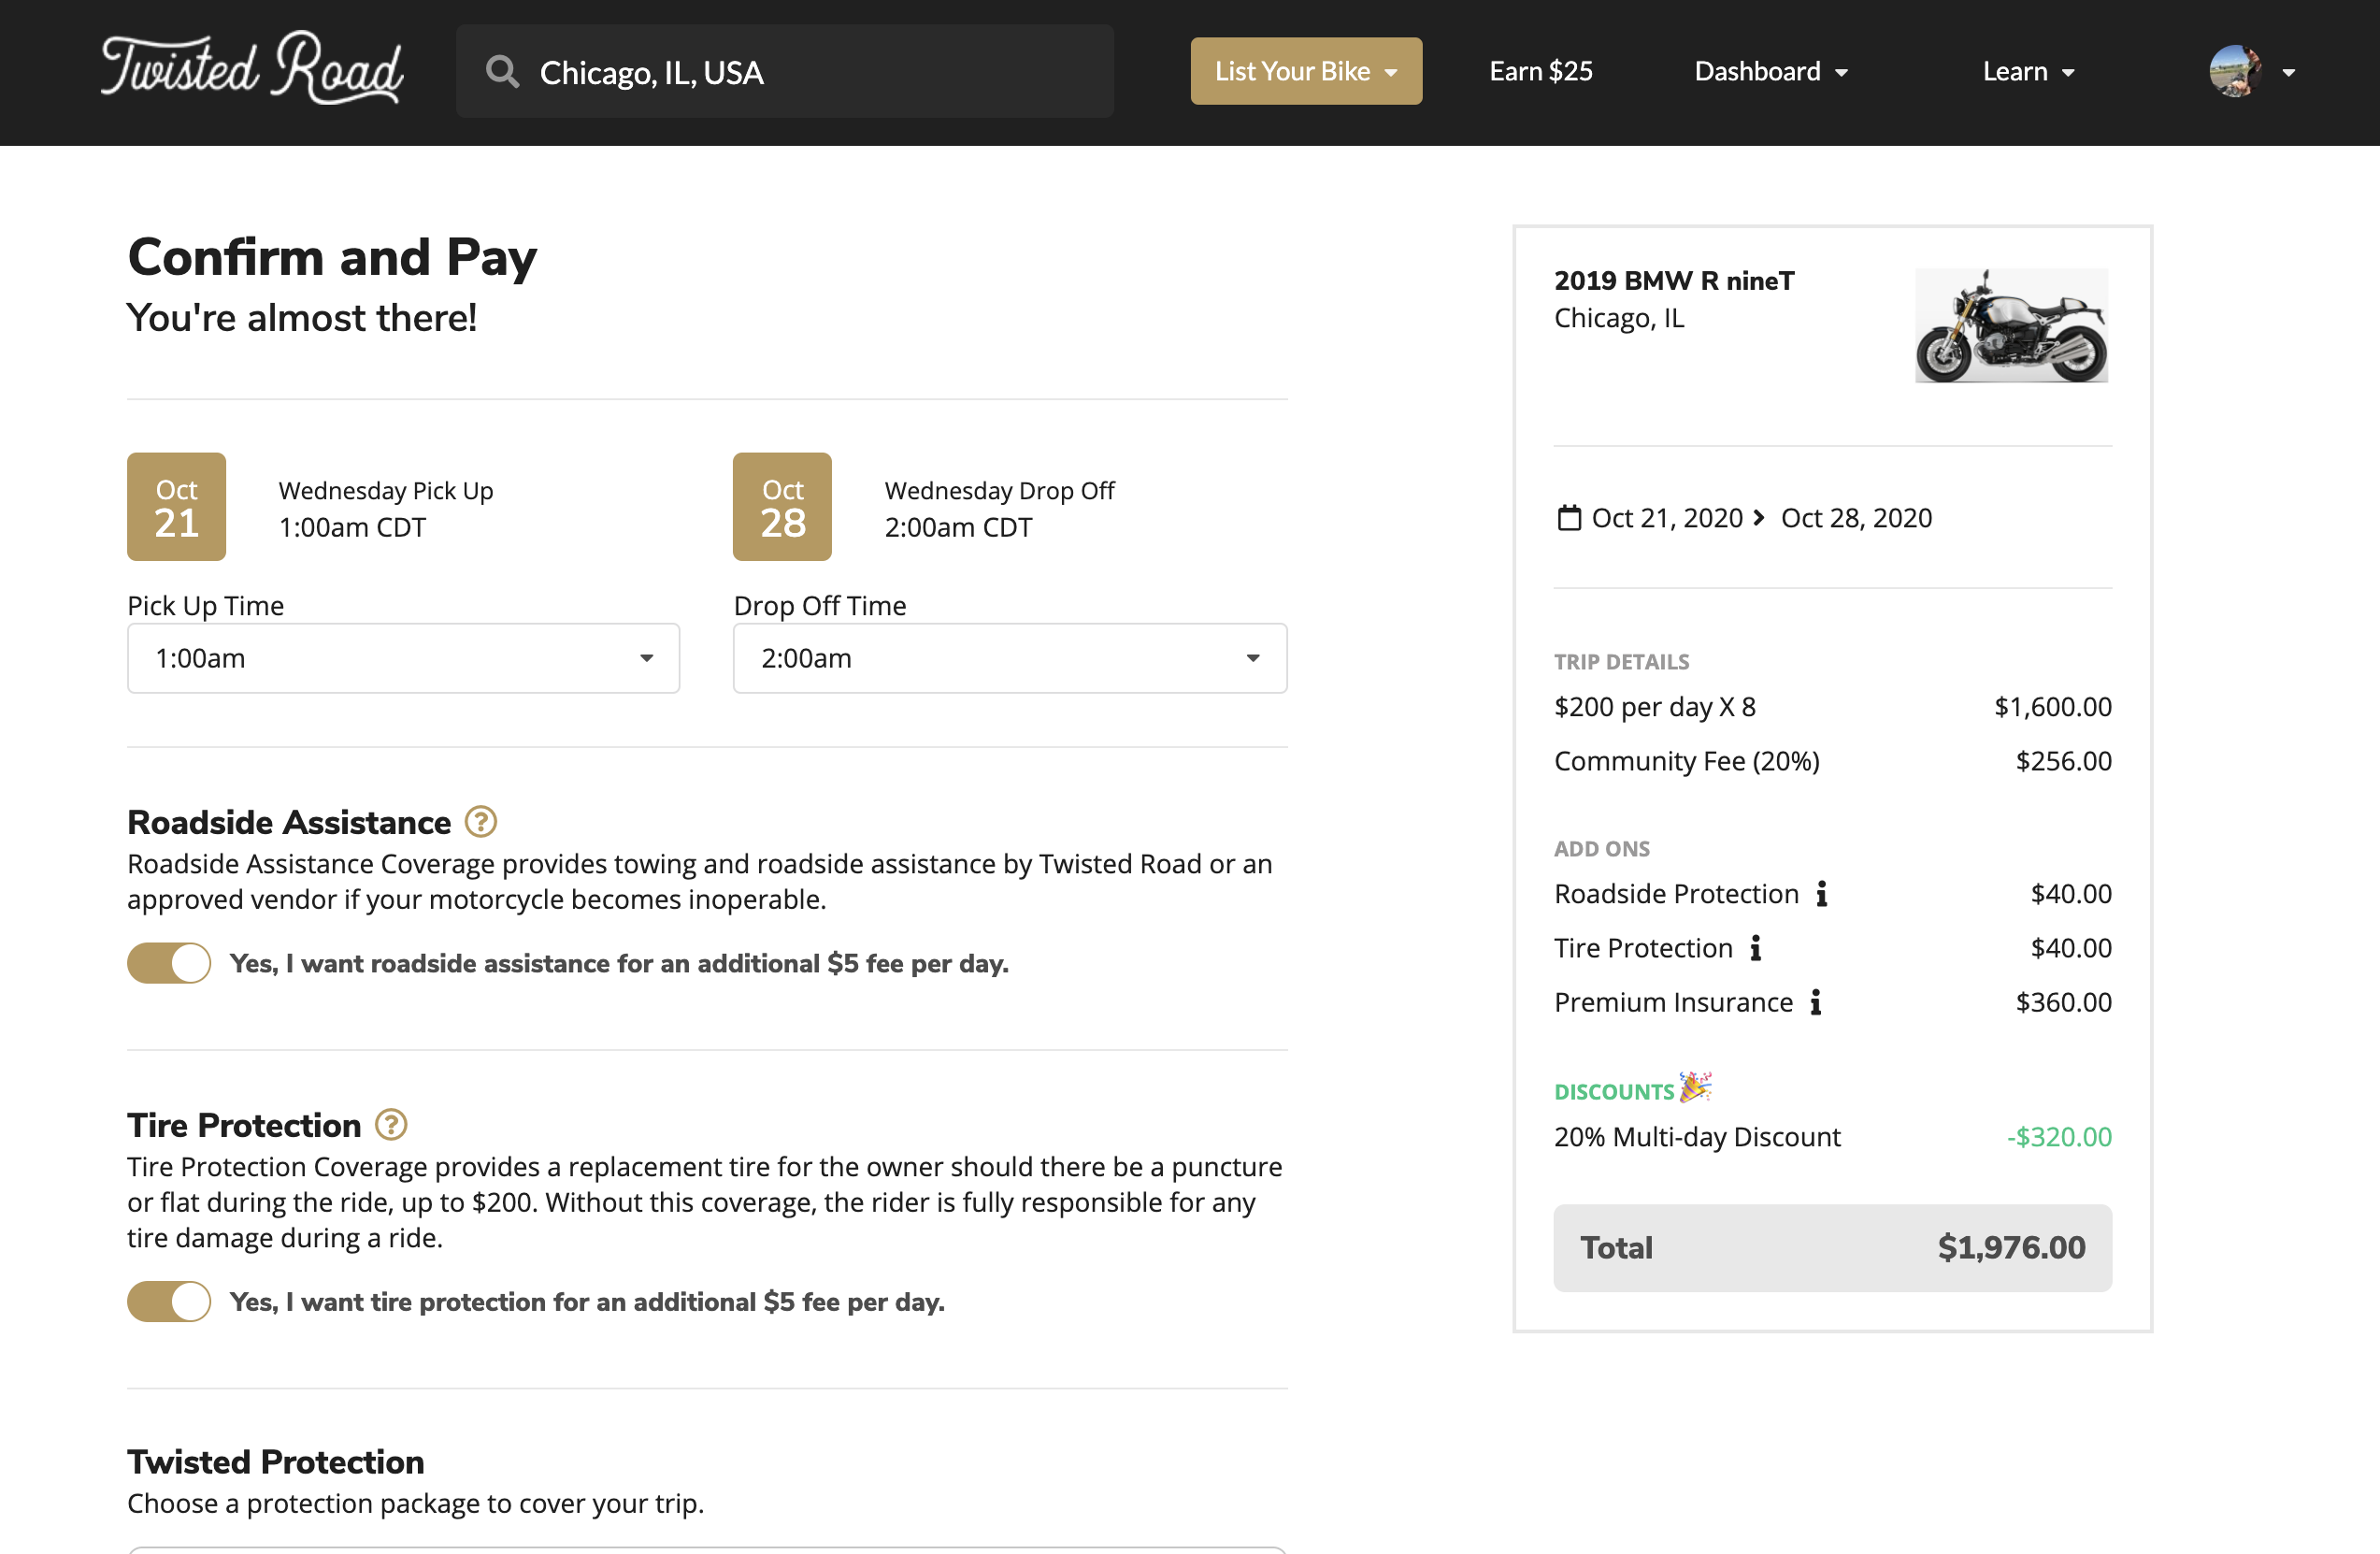 Twisted Road
Chicago, IL, USA
List Your Bike
Earn $25
Dashboard
Learn
Confirm and Pay
You're almost there!
Oct
21
Wednesday Pick Up
1:00am CDT
Oct
28
Wednesday Drop Off
2:00am CDT
Pick Up Time
1:00am
Drop Off Time
2:00am
Roadside Assistance ?
Roadside Assistance Coverage provides towing and roadside assistance by Twisted Road or an
approved vendor if your motorcycle becomes inoperable.
Yes, I want roadside assistance for an additional $5 fee per day.
Tire Protection ?
Tire Protection Coverage provides a replacement tire for the owner should there be a puncture
or flat during the ride, up to $200. Without this coverage, the rider is fully responsible for any
tire damage during a ride.
Yes, I want tire protection for an additional $5 fee per day.
Twisted Protection
Choose a protection package to cover your trip.
2019 BMW R nineT
Chicago, IL
Oct 21, 2020 > Oct 28, 2020
TRIP DETAILS
$200 per day X 8 $1,600.00
Community Fee (20%) $256.00
ADD ONS
Roadside Protection i $40.00
Tire Protection i $40.00
Premium Insurance i $360.00
DISCOUNTS
20% Multi-day Discount -$320.00
Total $1,976.00